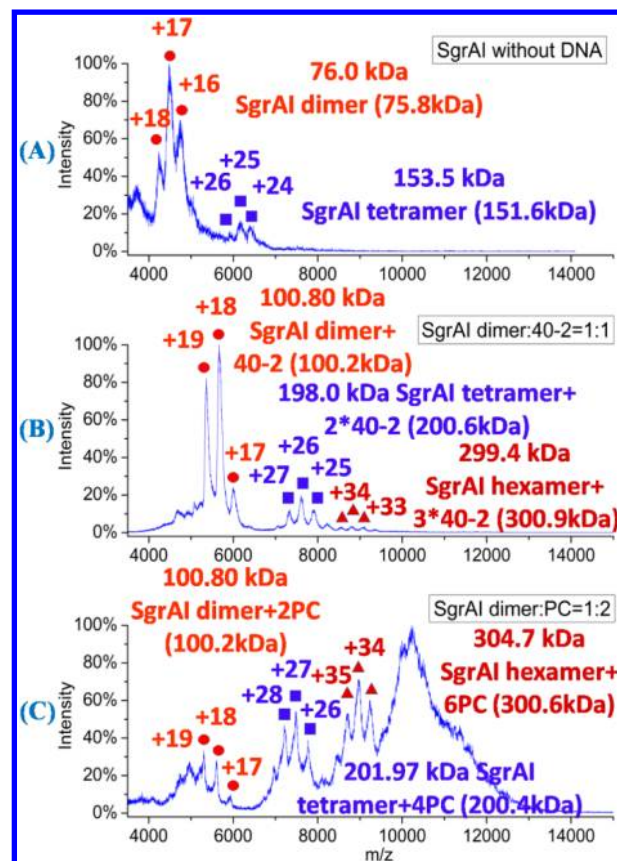 +17
SgrAI without DNA
100%
76.0 kDa
SgrAI dimer (75.8kDa)
80%
+16
+18
(A)
Intensity
60%
40%
+25
+26
+24
153.5 kDa
SgrAI tetramer (151.6kDa)
20%
0%
4000 6000 8000 10000 12000 14000
+18
100.80 kDa
SgrAI dimer+
40-2 (100.2kDa)
SgrAI dimer:40-2=1:1
+19
100%
80%
198.0 kDa SgrAI tetramer+
2*40-2 (200.6kDa)
(B)
Intensity
60%
+17
+26
+27
+25
40%
299.4 kDa
SgrAI hexamer+
3*40-2 (300.9kDa)
+34
+33
20%
0%
4000 6000 8000 10000 12000 14000
100.80 kDa
SgrAI dimer+2PC
(100.2kDa)
SgrAI dimer:PC=1:2
100%
304.7 kDa
SgrAI hexamer+
6PC (300.6kDa)
80%
+34
+35
+27
+28
+26
(C)
Intensity
60%
40%
+18
+19
+17
201.97 kDa SgrAI
tetramer+4PC (200.4kDa)
20%
0%
4000 6000 8000 10000 12000 14000
m/z